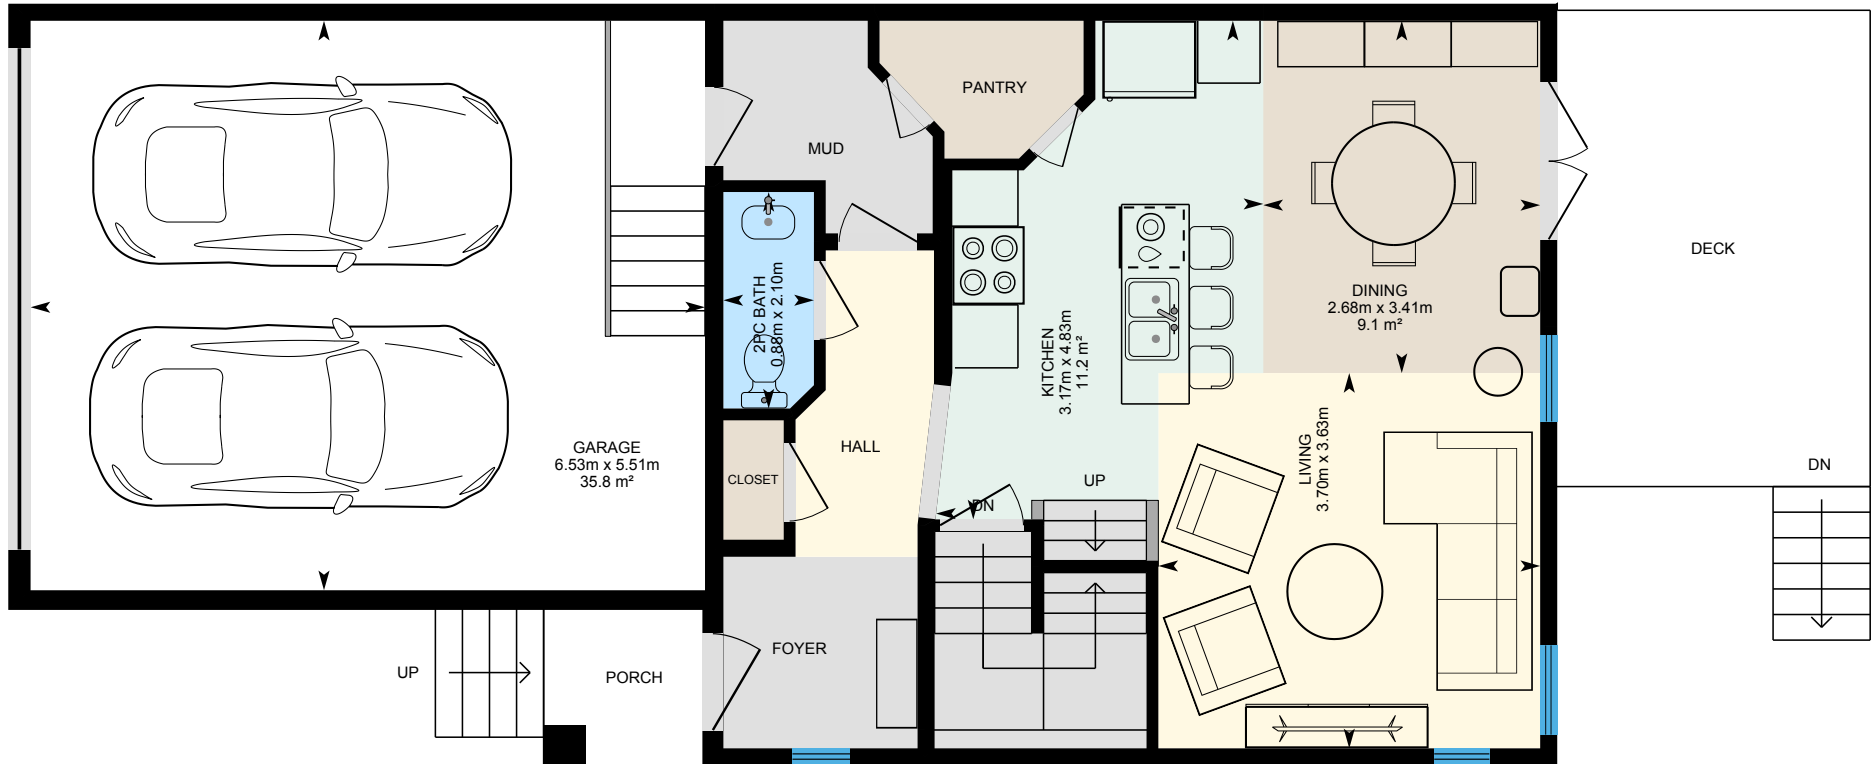 PANTRY
MUD
DECK
2PC BATH
0.88m x 2.10m
DINING
2.68m x 3.41m
9.1 m²
KITCHEN
3.17m x 4.83m
11.2 m²
GARAGE
6.53m x 5.51m
35.8 m²
HALL
LIVING
3.70m x 3.63m
CLOSET
UP
DN
DN
FOYER
UP
PORCH